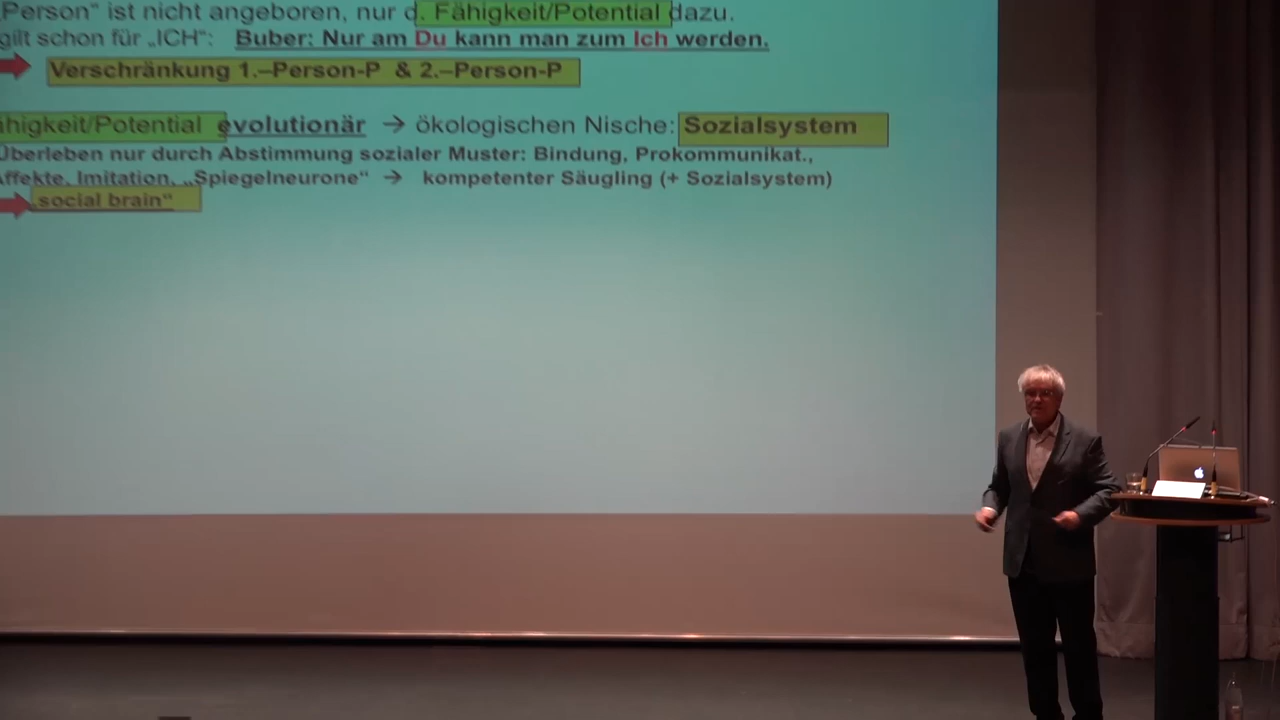 „Person“ ist nicht angeboren, nur d. Fähigkeit/Potential dazu.
gilt schon für „ICH“: Buber: Nur am Du kann man zum Ich werden.
Verschränkung 1.–Person-P & 2.–Person-P
ähigkeit/Potential evolutionär → ökologischen Nische: Sozialsystem
Überleben nur durch Abstimmung sozialer Muster: Bindung, Prokommunikat.,
Affekte, Imitation, „Spiegelneurone“ → kompetenter Säugling (+ Sozialsystem)
„social brain“